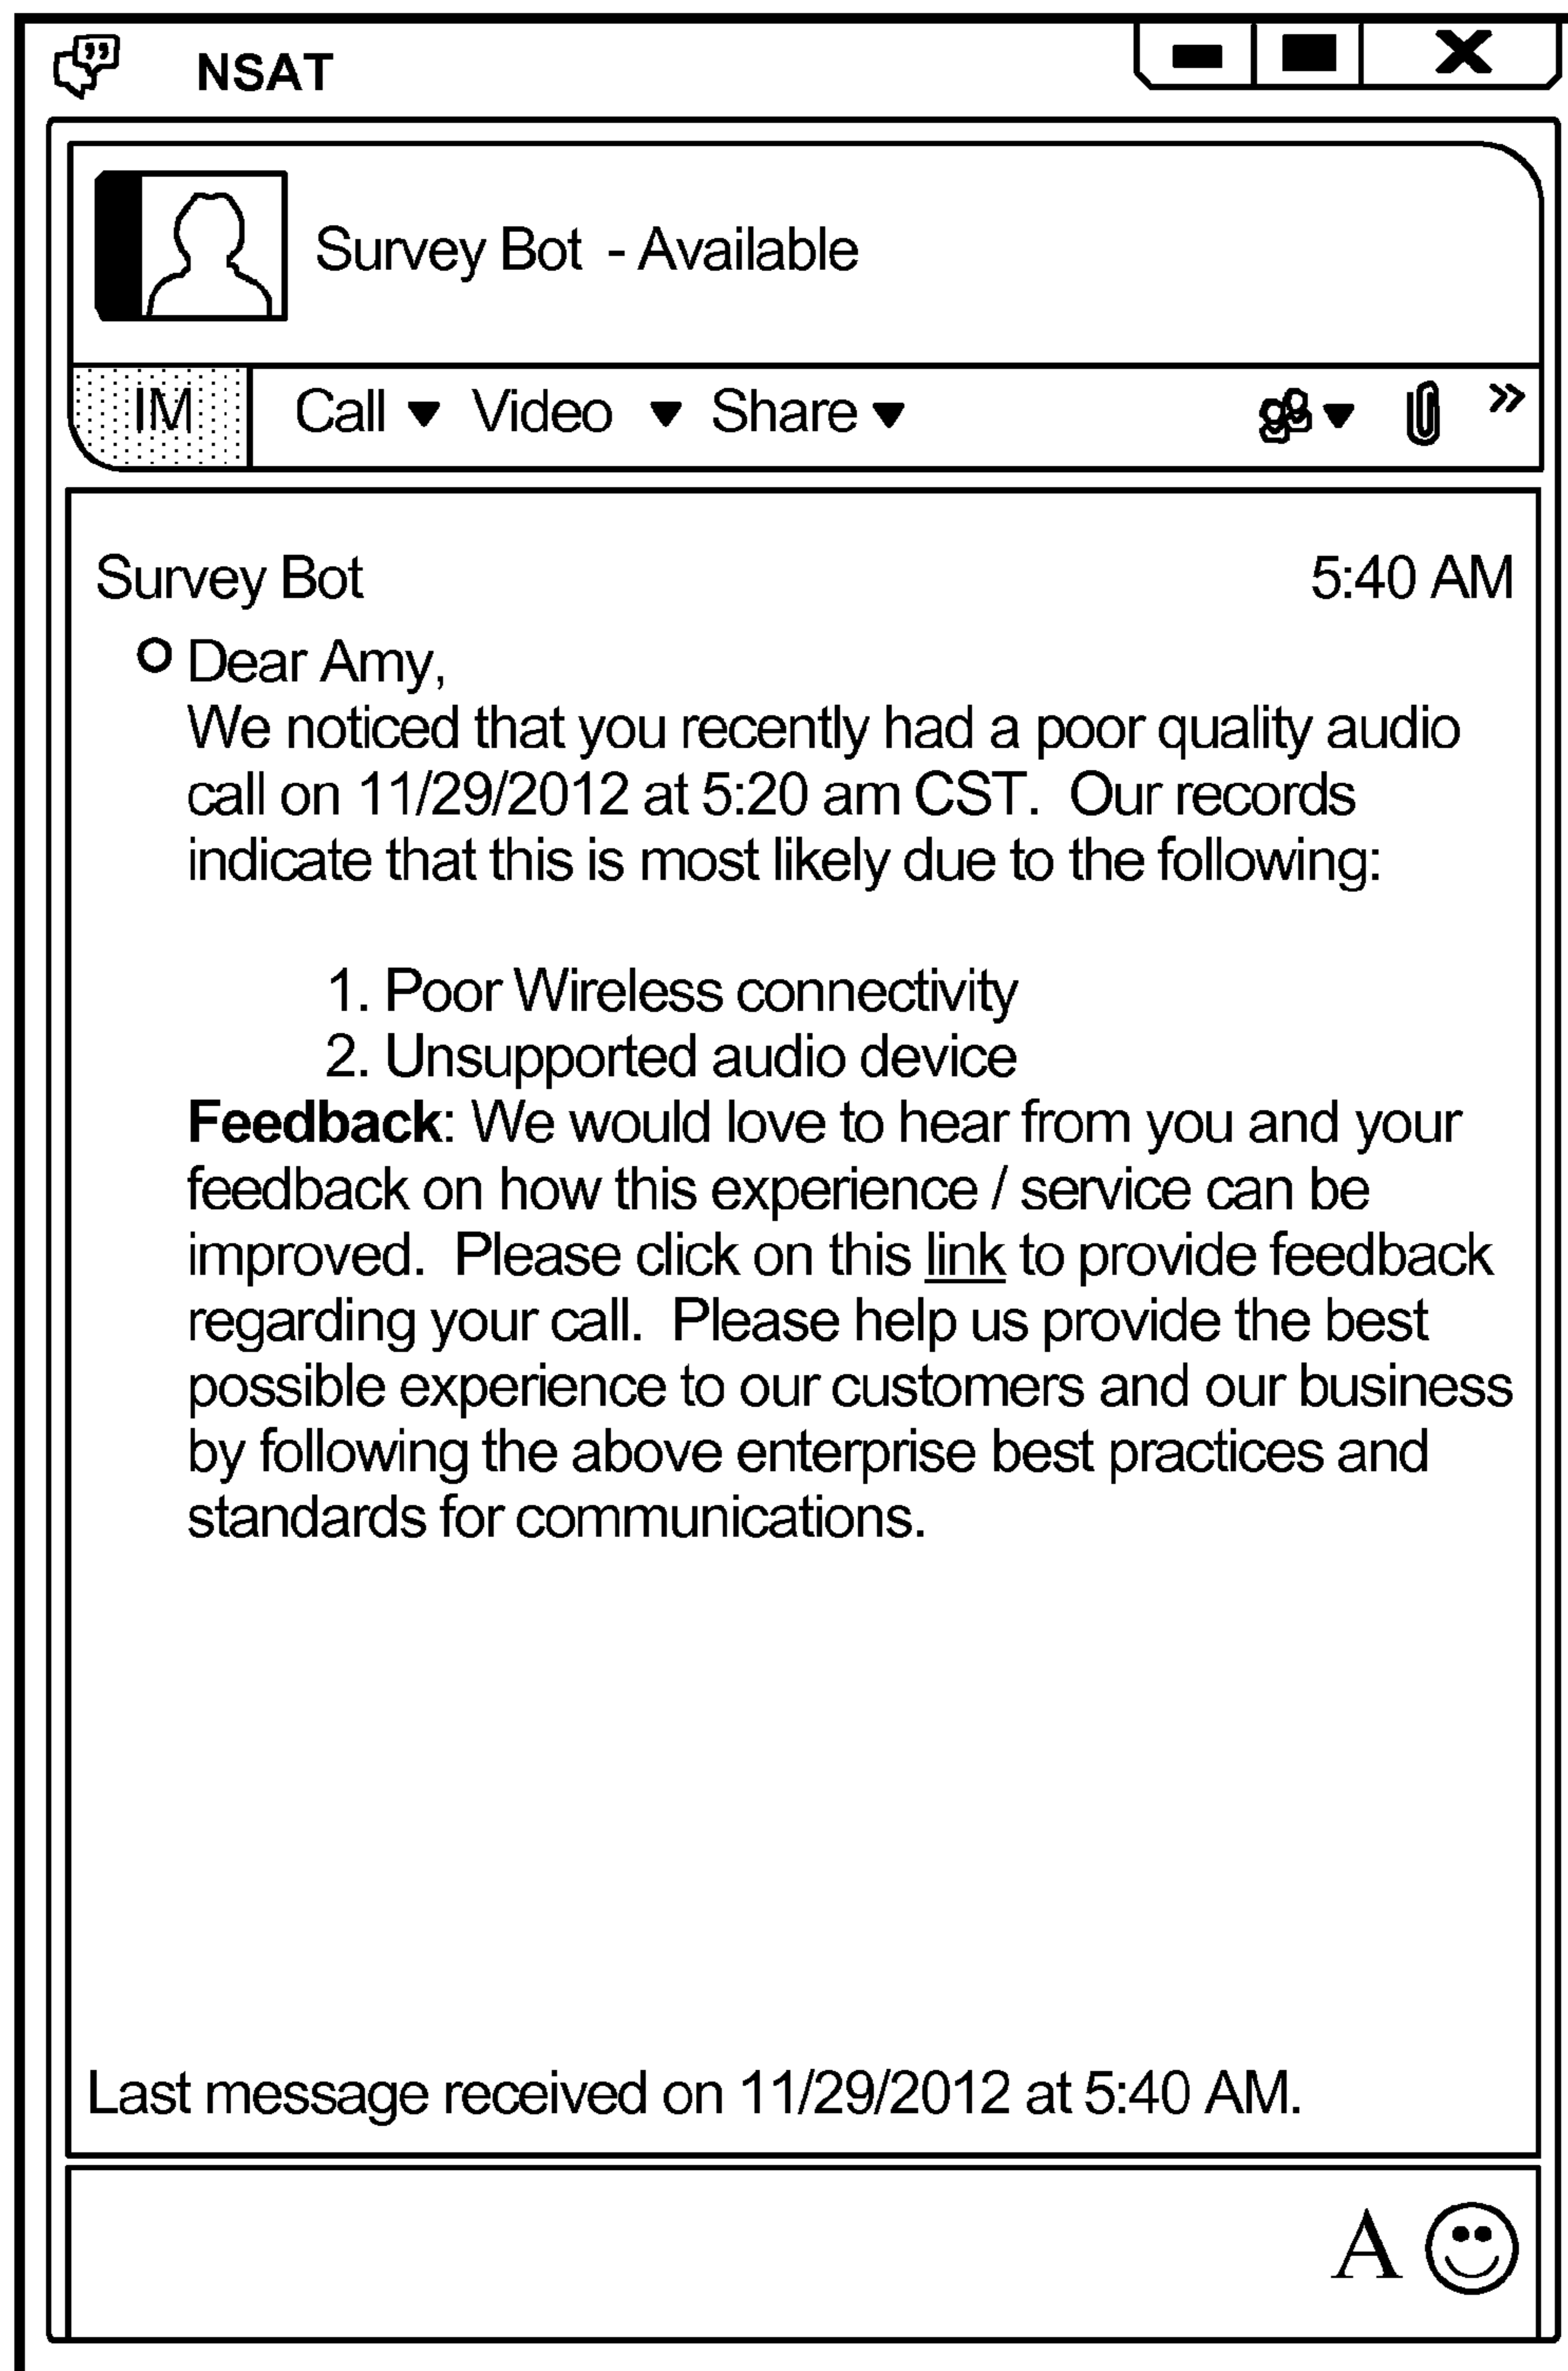 NSAT
Survey Bot - Available
IM Call Video Share »
Survey Bot 5:40 AM
Dear Amy,
We noticed that you recently had a poor quality audio
call on 11/29/2012 at 5:20 am CST. Our records
indicate that this is most likely due to the following:
1. Poor Wireless connectivity
2. Unsupported audio device
Feedback: We would love to hear from you and your
feedback on how this experience / service can be
improved. Please click on this link to provide feedback
regarding your call. Please help us provide the best
possible experience to our customers and our business
by following the above enterprise best practices and
standards for communications.
Last message received on 11/29/2012 at 5:40 AM.
A